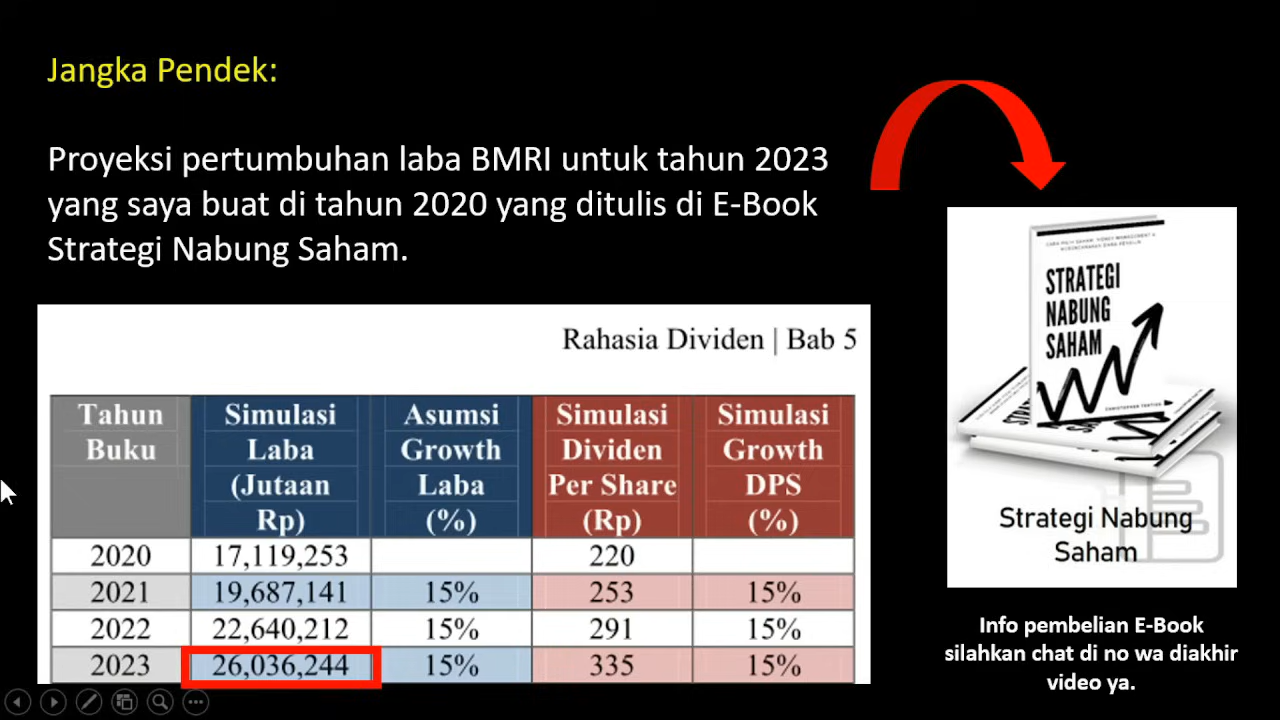 Jangka Pendek:
Proyeksi pertumbuhan laba BMRI untuk tahun 2023
yang saya buat di tahun 2020 yang ditulis di E-Book
Strategi Nabung Saham.
Rahasia Dividen | Bab 5
Tahun Buku Simulasi Laba (Jutaan Rp) Asumsi Growth Laba (%) Simulasi Dividen Per Share (Rp) Simulasi Growth DPS (%)
2020 17,119,253 220
2021 19,687,141 15% 253 15%
2022 22,640,212 15% 291 15%
2023 26,036,244 15% 335 15%
STRATEGI
NABUNG
SAHAM
Strategi Nabung
Saham
Info pembelian E-Book
silahkan chat di no wa diakhir
video ya.